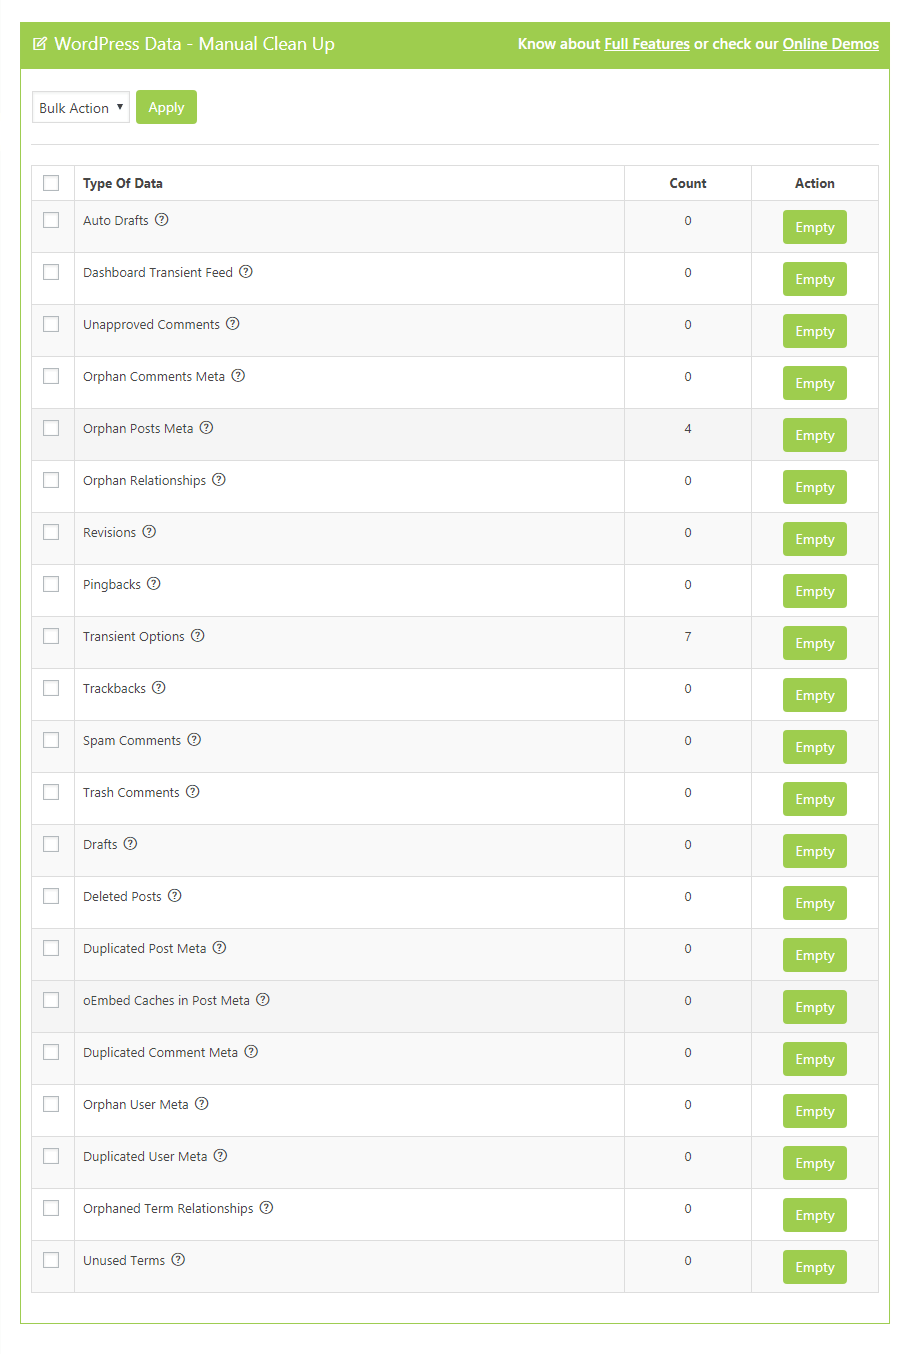 WordPress Data - Manual Clean Up Know about Full Features or check our Online Demos
Bulk Action Apply
Type Of Data Count Action
Auto Drafts 0 Empty
Dashboard Transient Feed 0 Empty
Unapproved Comments 0 Empty
Orphan Comments Meta 0 Empty
Orphan Posts Meta 4 Empty
Orphan Relationships 0 Empty
Revisions 0 Empty
Pingbacks 0 Empty
Transient Options 7 Empty
Trackbacks 0 Empty
Spam Comments 0 Empty
Trash Comments 0 Empty
Drafts 0 Empty
Deleted Posts 0 Empty
Duplicated Post Meta 0 Empty
oEmbed Caches in Post Meta 0 Empty
Duplicated Comment Meta 0 Empty
Orphan User Meta 0 Empty
Duplicated User Meta 0 Empty
Orphaned Term Relationships 0 Empty
Unused Terms 0 Empty